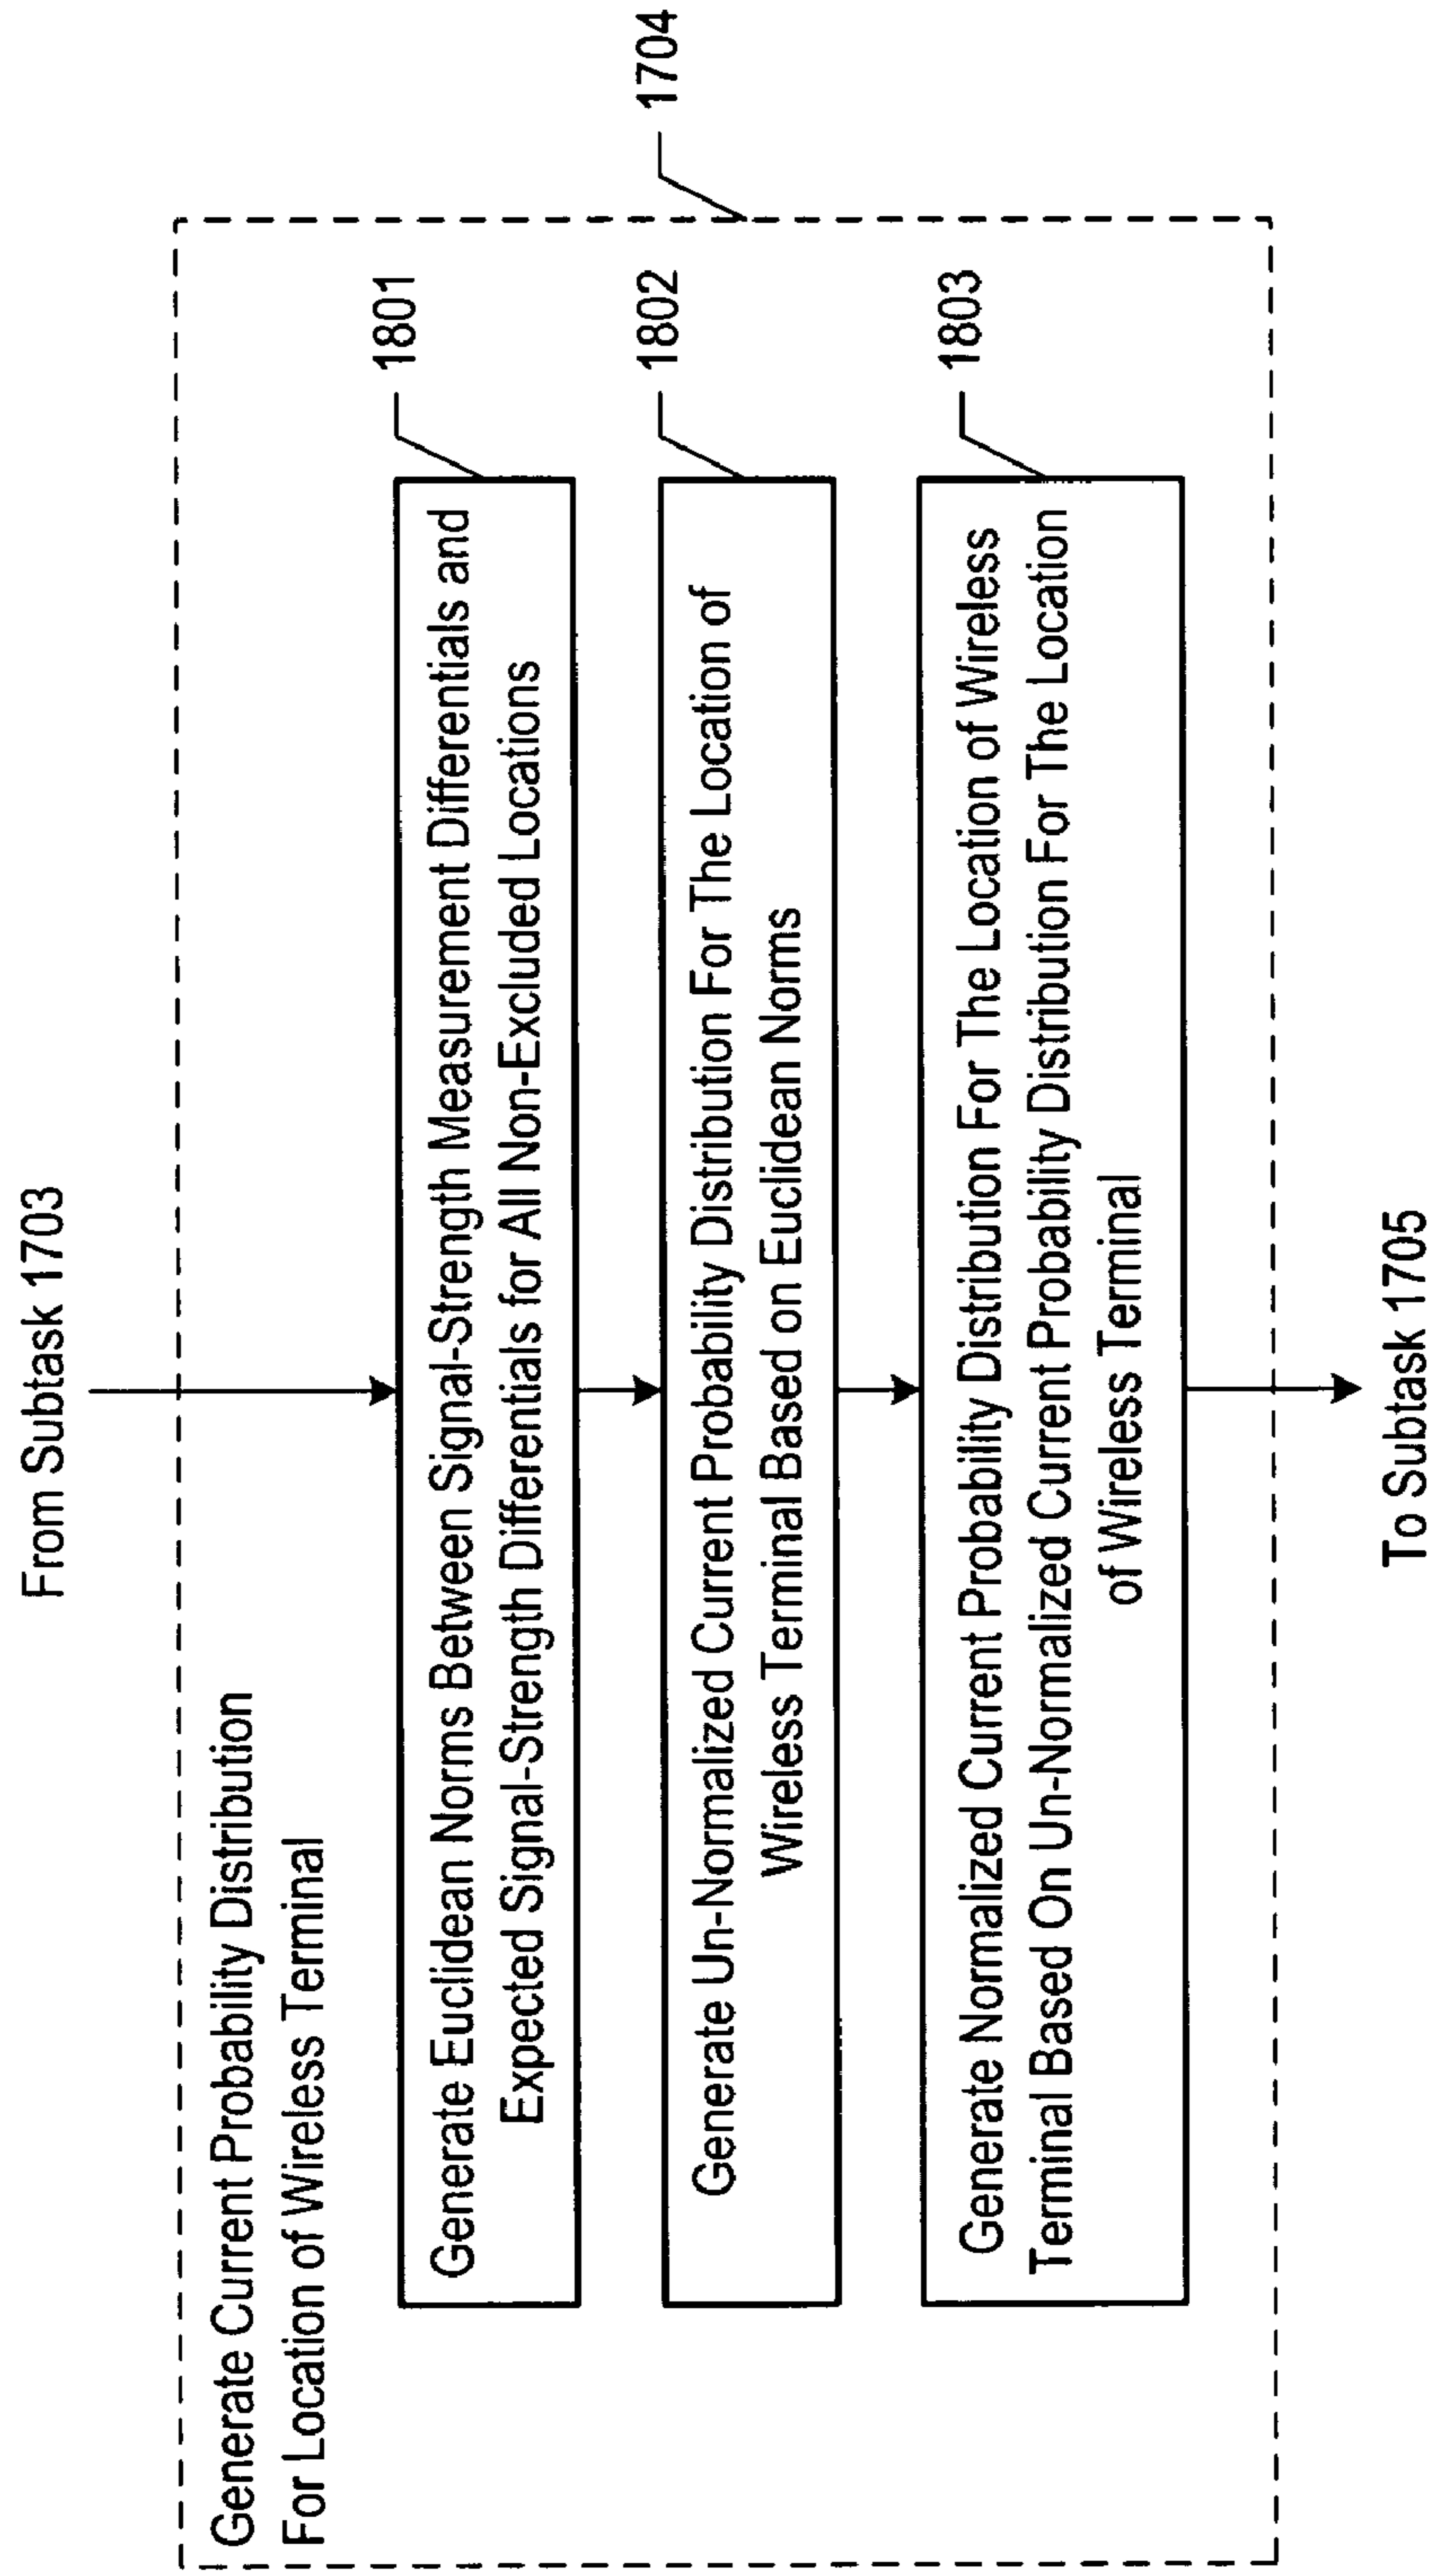 From Subtask 1703
Generate Current Probability Distribution
For Location of Wireless Terminal
1704
1801
Generate Euclidean Norms Between Signal-Strength Measurement Differentials and
Expected Signal-Strength Differentials for All Non-Excluded Locations
1802
Generate Un-Normalized Current Probability Distribution For The Location of
Wireless Terminal Based on Euclidean Norms
1803
Generate Normalized Current Probability Distribution For The Location of Wireless
Terminal Based On Un-Normalized Current Probability Distribution For The Location
of Wireless Terminal
To Subtask 1705